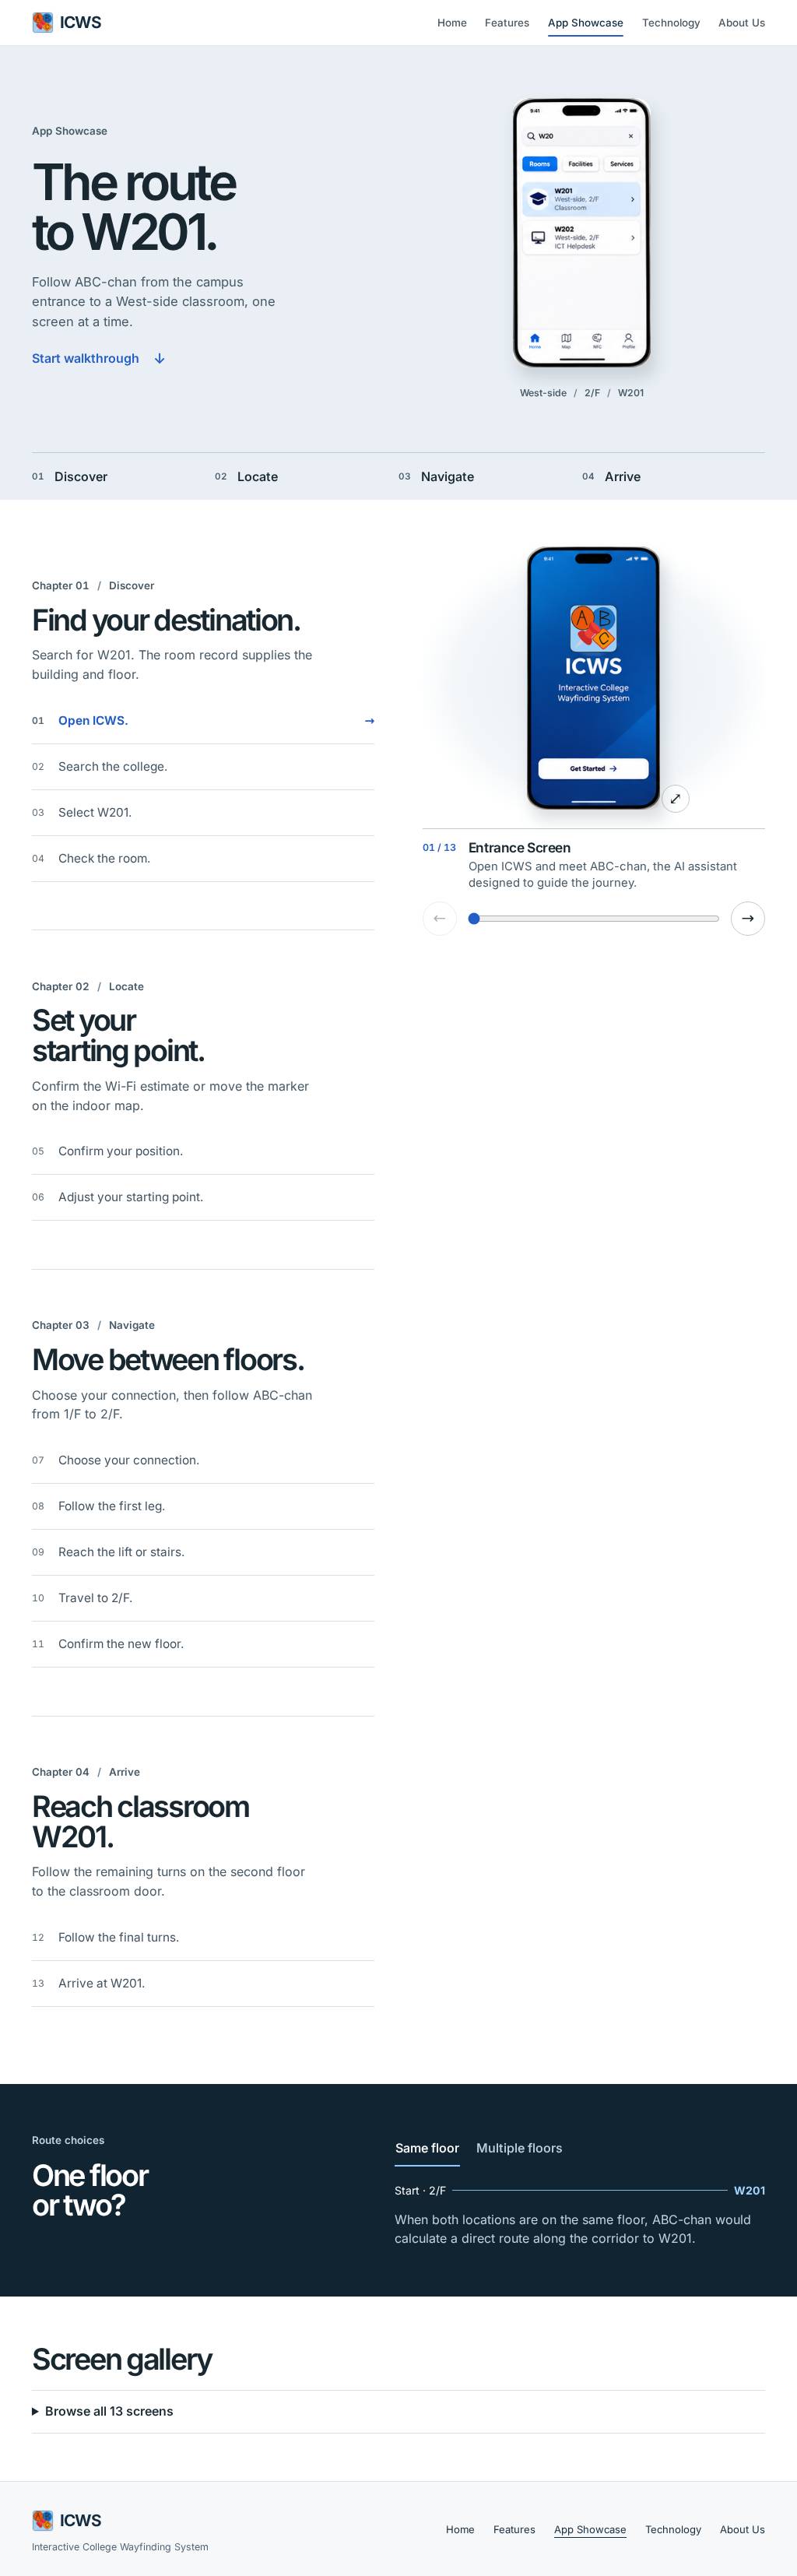 ICWS
Home Features App Showcase Technology About Us
App Showcase
The route
to W201.
Follow ABC-chan from the campus
entrance to a West-side classroom, one
screen at a time.
Start walkthrough ↓
9:41
W20 ×
Rooms Facilities Services
W201
West-side, 2/F
Classroom
W202
West-side, 2/F
ICT Helpdesk
Home Map NFC Profile
West-side / 2/F / W201
01 Discover
02 Locate
03 Navigate
04 Arrive
Chapter 01 / Discover
Find your destination.
Search for W201. The room record supplies the
building and floor.
01 Open ICWS. →
02 Search the college.
03 Select W201.
04 Check the room.
9:41
A B C
ICWS
Interactive College
Wayfinding System
Get Started →
01 / 13 Entrance Screen
Open ICWS and meet ABC-chan, the AI assistant
designed to guide the journey.
← →
Chapter 02 / Locate
Set your
starting point.
Confirm the Wi-Fi estimate or move the marker
on the indoor map.
05 Confirm your position.
06 Adjust your starting point.
Chapter 03 / Navigate
Move between floors.
Choose your connection, then follow ABC-chan
from 1/F to 2/F.
07 Choose your connection.
08 Follow the first leg.
09 Reach the lift or stairs.
10 Travel to 2/F.
11 Confirm the new floor.
Chapter 04 / Arrive
Reach classroom
W201.
Follow the remaining turns on the second floor
to the classroom door.
12 Follow the final turns.
13 Arrive at W201.
Route choices
One floor
or two?
Same floor Multiple floors
Start · 2/F W201
When both locations are on the same floor, ABC-chan would
calculate a direct route along the corridor to W201.
Screen gallery
Browse all 13 screens
ICWS
Interactive College Wayfinding System
Home Features App Showcase Technology About Us